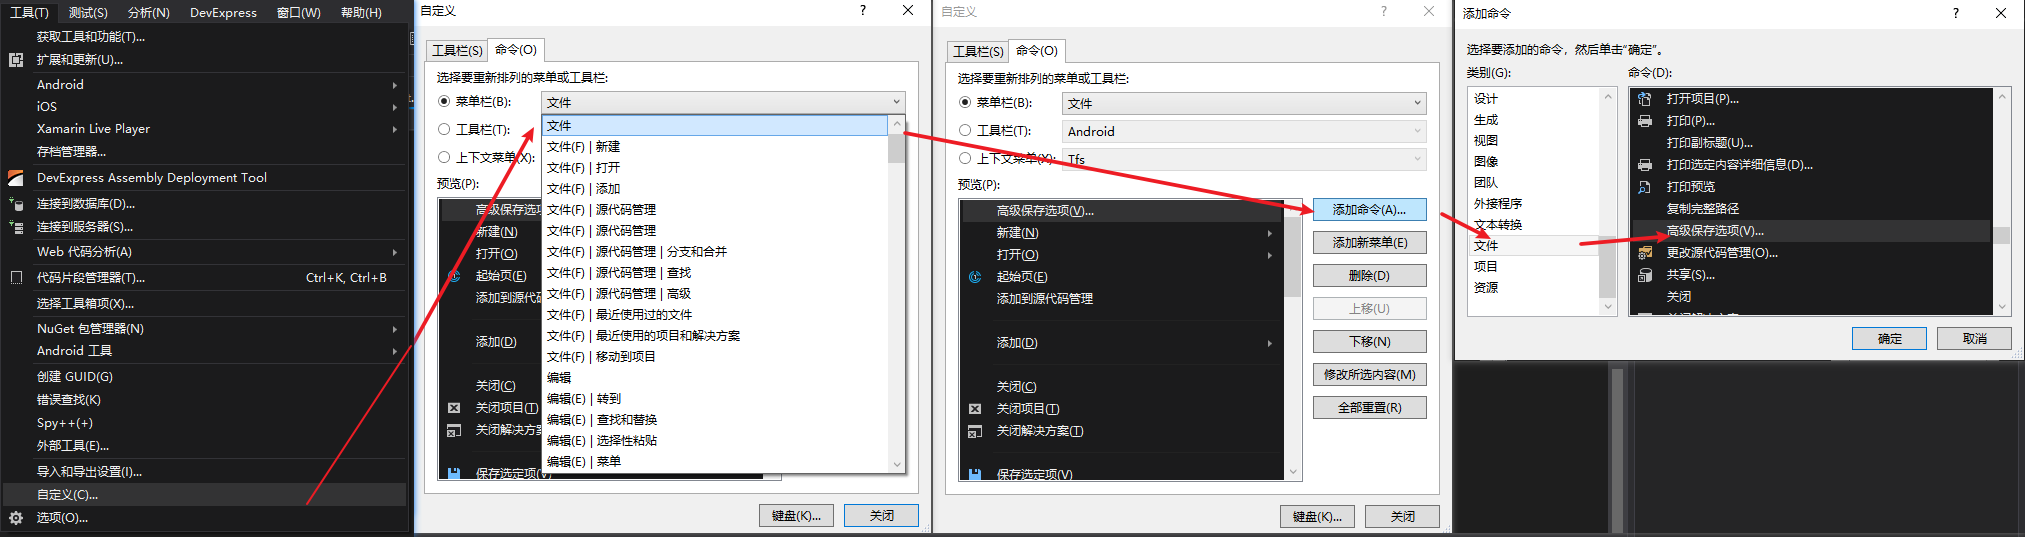 工具(T) 测试(S) 分析(N) DevExpress 窗口(W) 帮助(H)
获取工具和功能(T)...
扩展和更新(U)...
Android
iOS
Xamarin Live Player
存档管理器...
DevExpress Assembly Deployment Tool
连接到数据库(D)...
连接到服务器(S)...
Web 代码分析(A)
代码片段管理器(T)... Ctrl+K, Ctrl+B
选择工具箱项(X)...
NuGet 包管理器(N)
Android 工具
创建 GUID(G)
错误查找(K)
Spy++(+)
外部工具(E)...
导入和导出设置(I)...
自定义(C)...
选项(O)...
自定义
工具栏(S) 命令(O)
选择要重新排列的菜单或工具栏:
菜单栏(B): 文件
工具栏(T):
上下文菜单(X):
预览(P):
文件
文件(F) | 新建
文件(F) | 打开
文件(F) | 添加
文件(F) | 源代码管理
文件(F) | 源代码管理
文件(F) | 源代码管理 | 分支和合并
文件(F) | 源代码管理 | 查找
文件(F) | 源代码管理 | 高级
文件(F) | 最近使用过的文件
文件(F) | 最近使用的项目和解决方案
文件(F) | 移动到项目
编辑
编辑(E) | 转到
编辑(E) | 查找和替换
编辑(E) | 选择性粘贴
编辑(E) | 菜单
高级保存选项
新建(N)
打开(O)
起始页(E)
添加到源代码
添加(D)
关闭(C)
关闭项目(T)
关闭解决方案
保存选定项(V)
键盘(K)... 关闭
自定义
工具栏(S) 命令(O)
选择要重新排列的菜单或工具栏:
菜单栏(B): 文件
工具栏(T): Android
上下文菜单(X): Tfs
预览(P):
高级保存选项(V)...
新建(N)
打开(O)
起始页(E)
添加到源代码管理
添加(D)
关闭(C)
关闭项目(T)
关闭解决方案(T)
保存选定项(V)
添加命令(A)...
添加新菜单(E)
删除(D)
上移(U)
下移(N)
修改所选内容(M)
全部重置(R)
键盘(K)... 关闭
添加命令
选择要添加的命令，然后单击“确定”。
类别(G): 命令(D):
设计
生成
视图
图像
团队
外接程序
文本转换
文件
项目
资源
打开项目(P)...
打印(P)...
打印副标题(U)...
打印选定内容详细信息(D)...
打印预览
复制完整路径
高级保存选项(V)...
更改源代码管理(O)...
共享(S)...
关闭
确定 取消